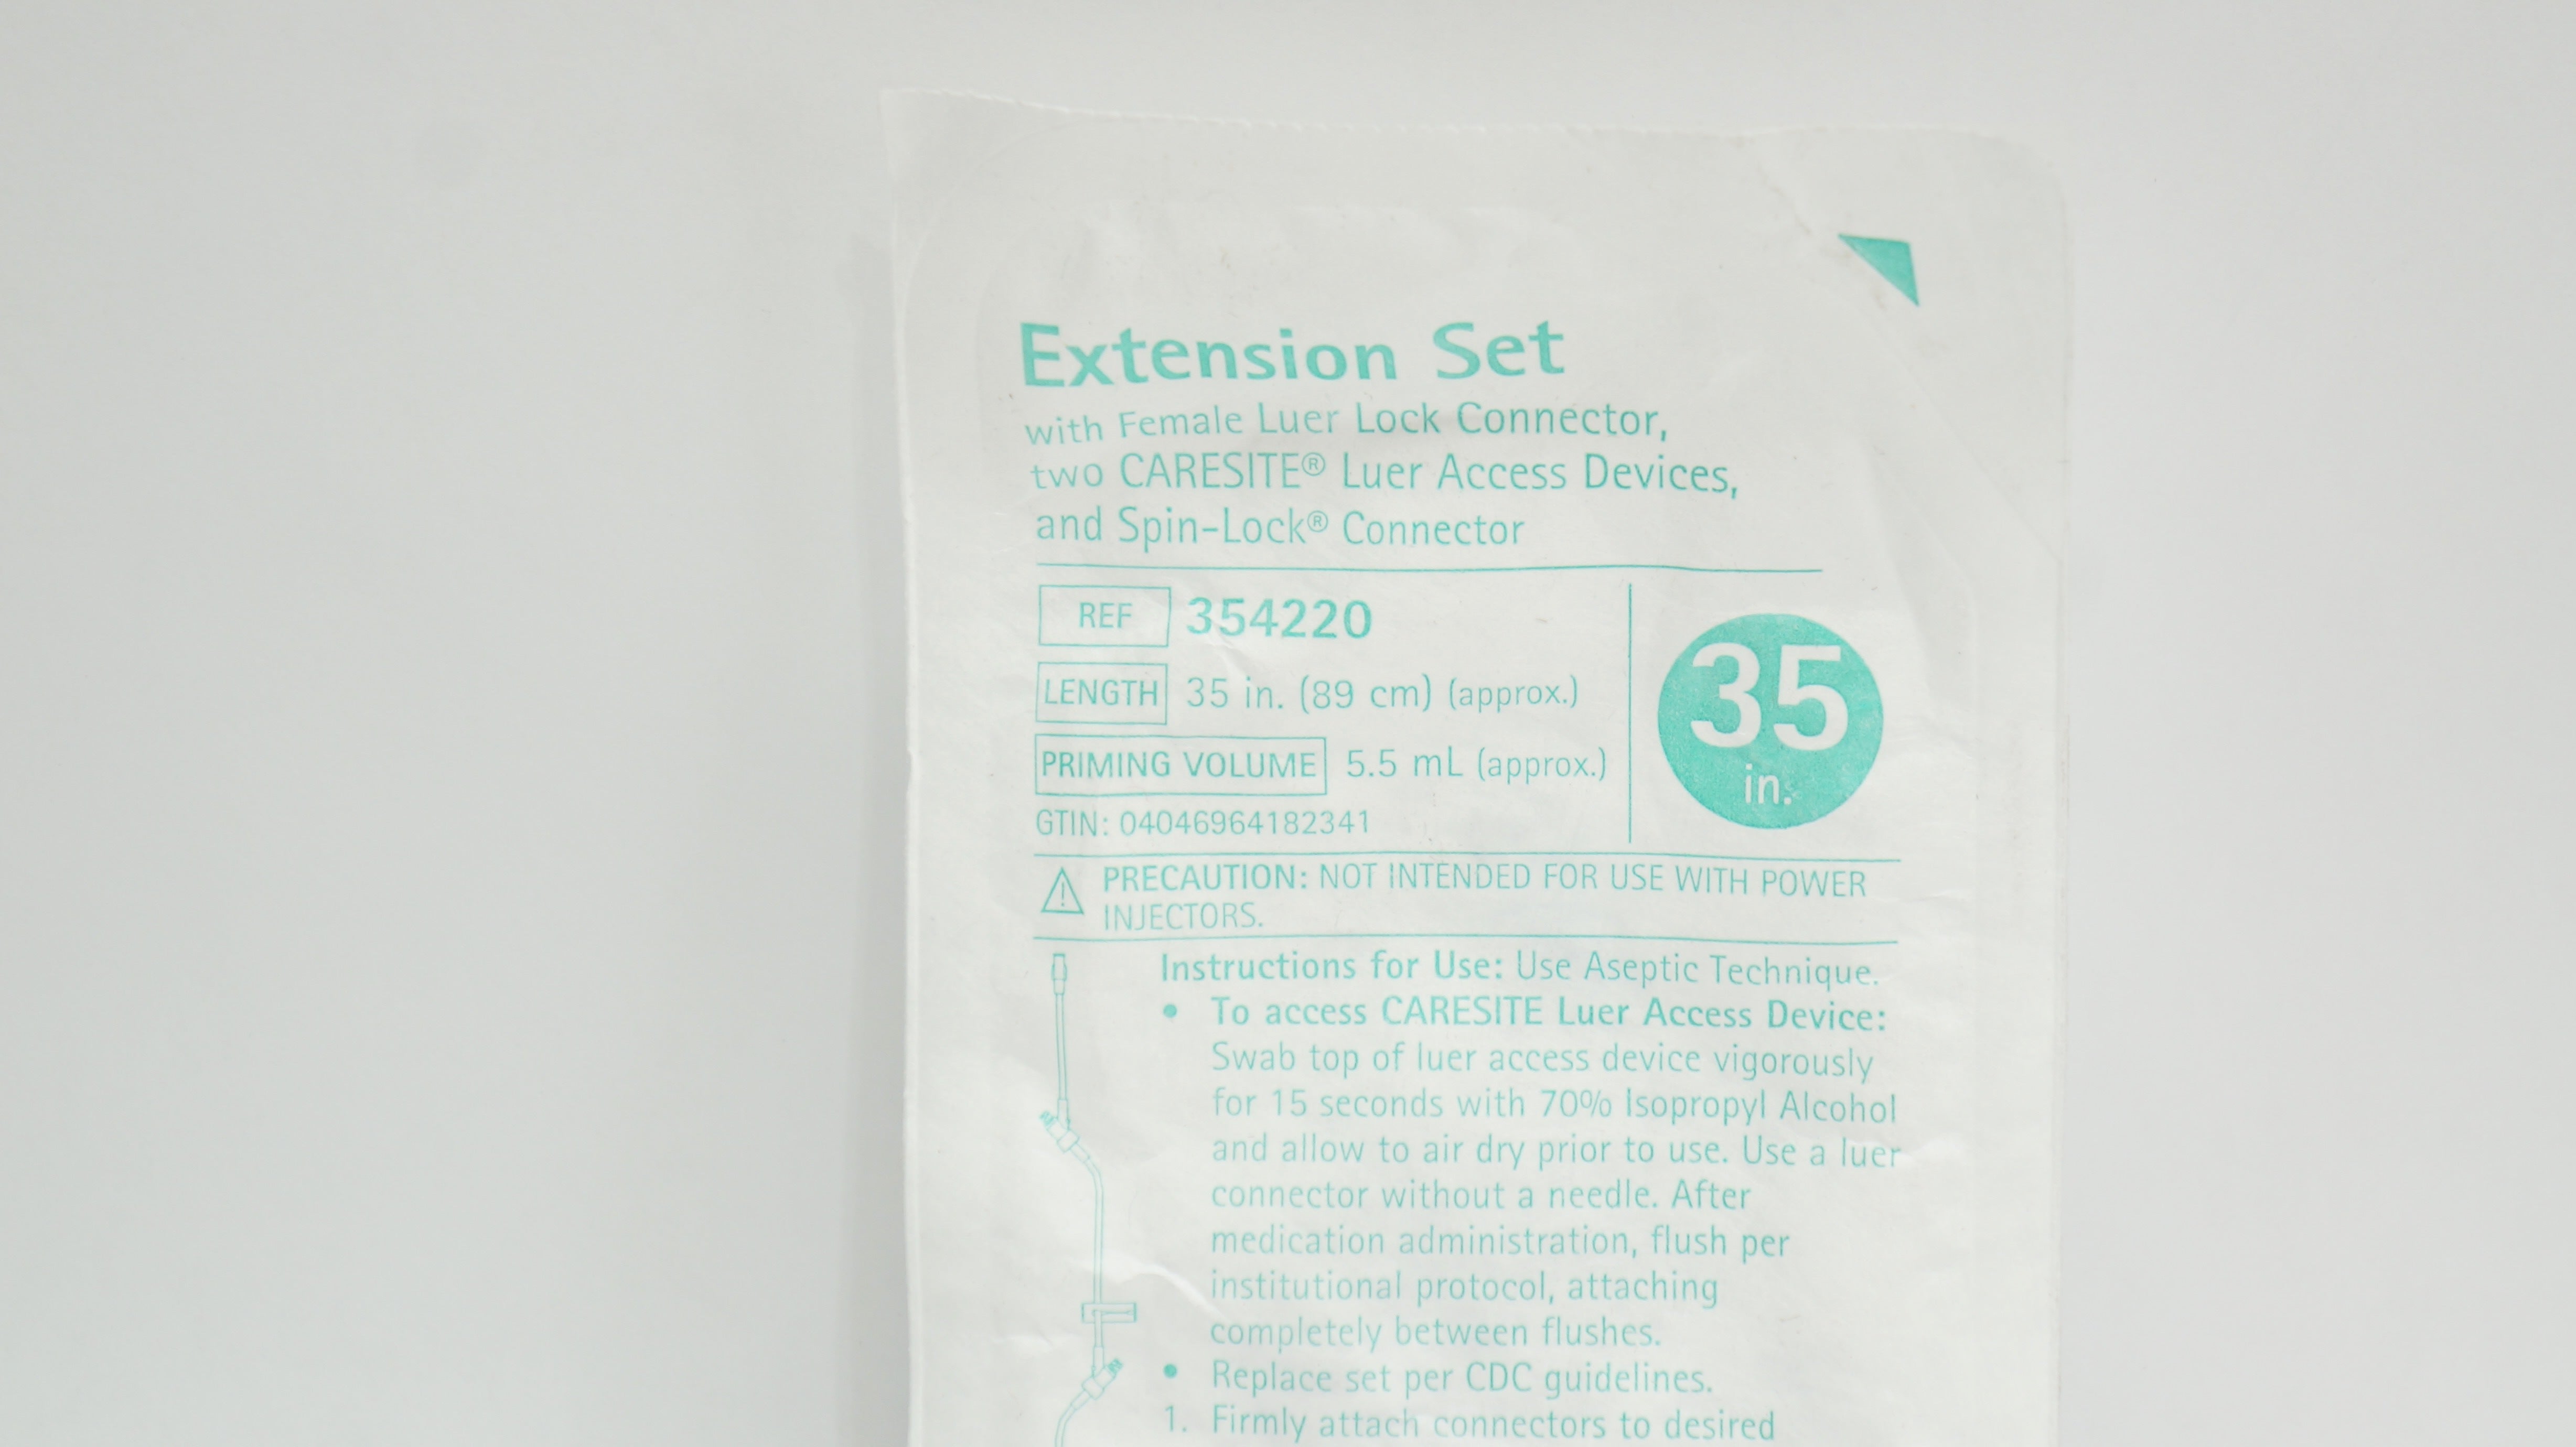 Extension Set
with Female Luer Lock Connector,
two CARESITE® Luer Access Devices,
and Spin-Lock® Connector
REF 354220
LENGTH 35 in. (89 cm) (approx.)
PRIMING VOLUME 5.5 mL (approx.)
GTIN: 04046964182341
35
in.
PRECAUTION: NOT INTENDED FOR USE WITH POWER
INJECTORS.
Instructions for Use: Use Aseptic Technique.
• To access CARESITE Luer Access Device:
Swab top of luer access device vigorously
for 15 seconds with 70% Isopropyl Alcohol
and allow to air dry prior to use. Use a luer
connector without a needle. After
medication administration, flush per
institutional protocol, attaching
completely between flushes.
• Replace set per CDC guidelines.
1. Firmly attach connectors to desired